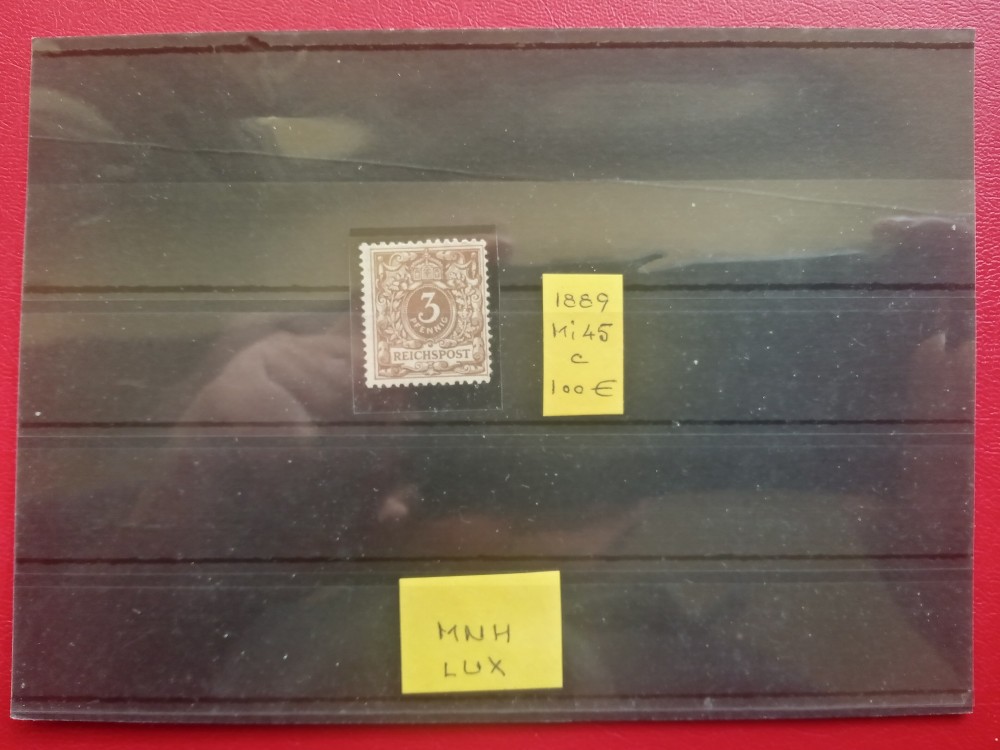 3
PFENNIG
REICHSPOST
1889
Mi 45
c
100 €
MNH
LUX